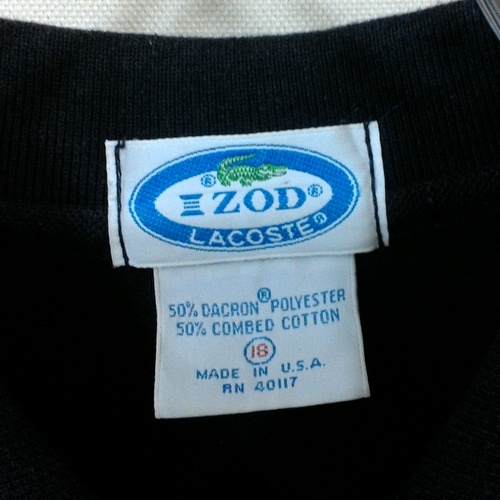 ® IZOD®
LACOSTE®
50% DACRON® POLYESTER
50% COMBED COTTON
18
MADE IN U.S.A.
RN 40117